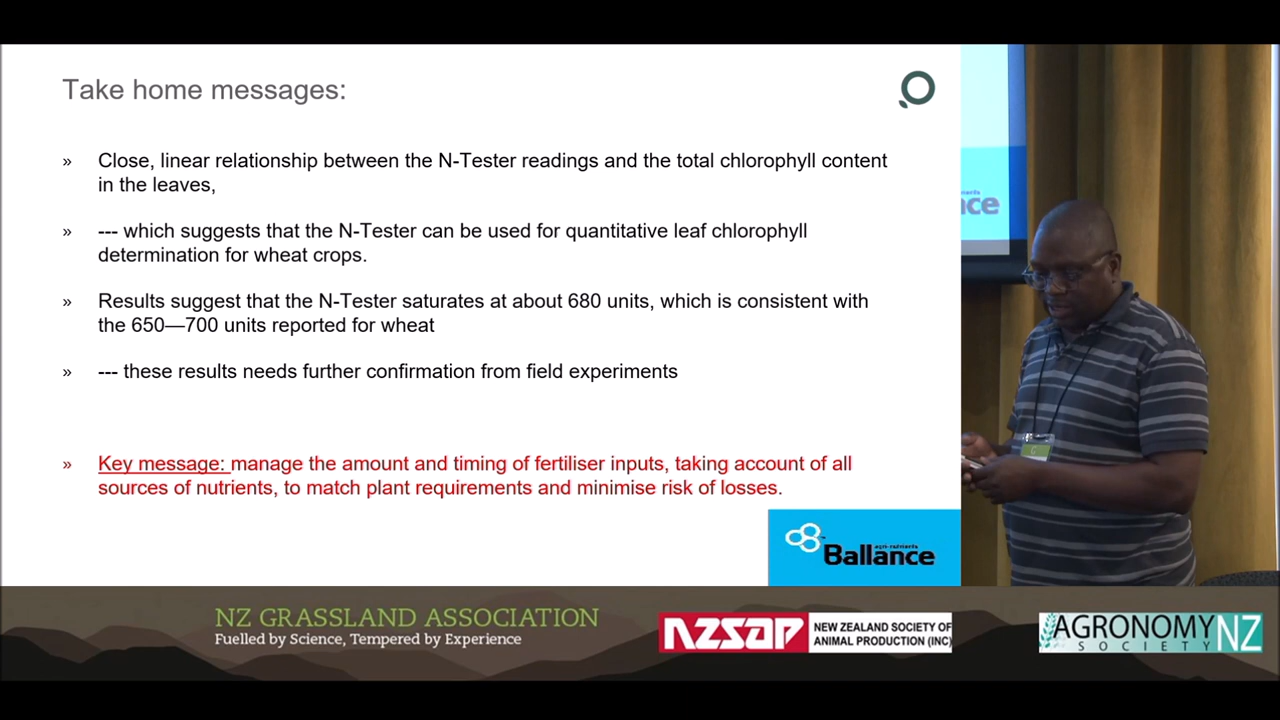 Take home messages:
» Close, linear relationship between the N-Tester readings and the total chlorophyll content
in the leaves,
» --- which suggests that the N-Tester can be used for quantitative leaf chlorophyll
determination for wheat crops.
» Results suggest that the N-Tester saturates at about 680 units, which is consistent with
the 650—700 units reported for wheat
» --- these results needs further confirmation from field experiments
» Key message: manage the amount and timing of fertiliser inputs, taking account of all
sources of nutrients, to match plant requirements and minimise risk of losses.
agri-nutrients
Ballance
nce
NZ GRASSLAND ASSOCIATION
Fuelled by Science, Tempered by Experience
NZSAP
NEW ZEALAND SOCIETY OF
ANIMAL PRODUCTION (INC)
AGRONOMY NZ
SOCIETY